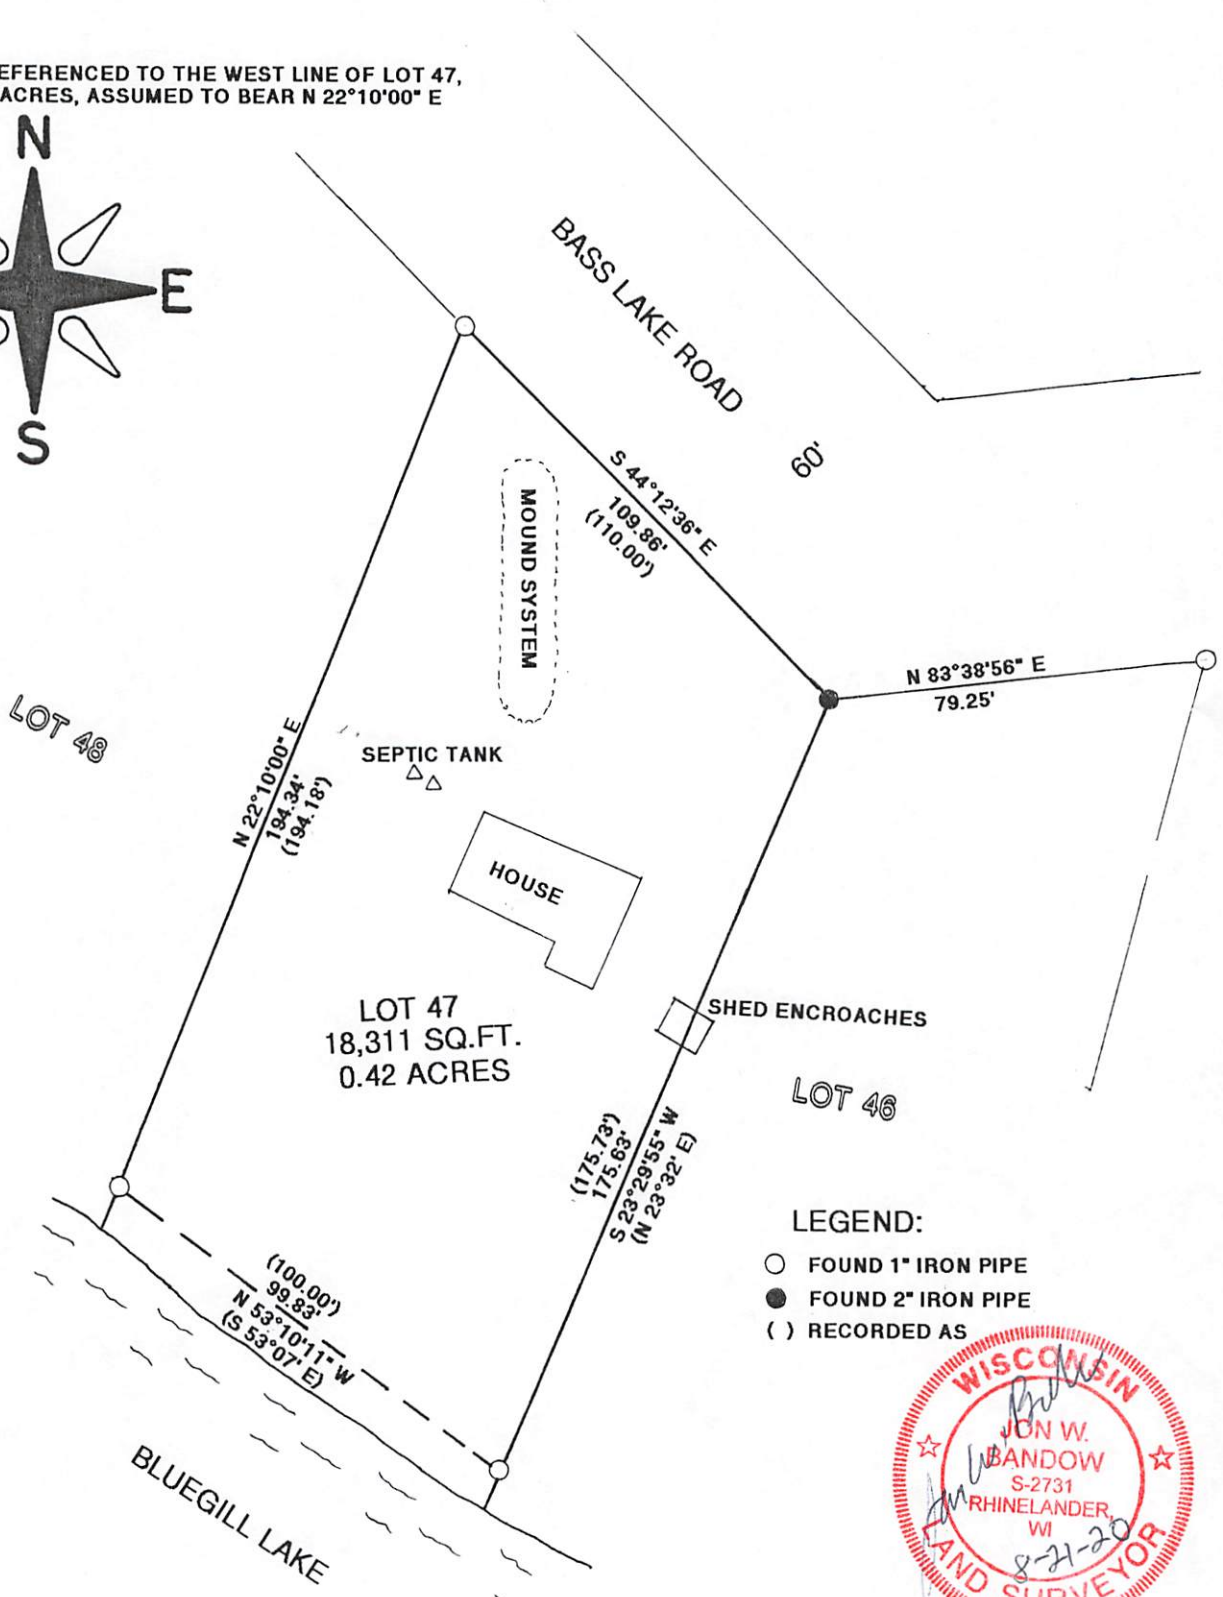 EFERENCED TO THE WEST LINE OF LOT 47,
ACRES, ASSUMED TO BEAR N 22°10'00" E
N
E
S
BASS LAKE ROAD
60'
S 44°12'36" E
109.86'
(110.00')
MOUND SYSTEM
N 83°38'56" E
79.25'
LOT 48
N 22°10'00" E
194.34'
(194.18')
SEPTIC TANK
HOUSE
LOT 47
18,311 SQ.FT.
0.42 ACRES
SHED ENCROACHES
LOT 46
(175.73')
175.63'
S 23°29'55" W
(N 23°32' E)
(100.00')
99.83'
N 53°10'11" W
(S 53°07' E)
BLUEGILL LAKE
LEGEND:
FOUND 1" IRON PIPE
FOUND 2" IRON PIPE
( ) RECORDED AS
WISCONSIN
JON W.
BANDOW
S-2731
RHINELANDER,
WI
8-21-20
LAND SURVEYOR